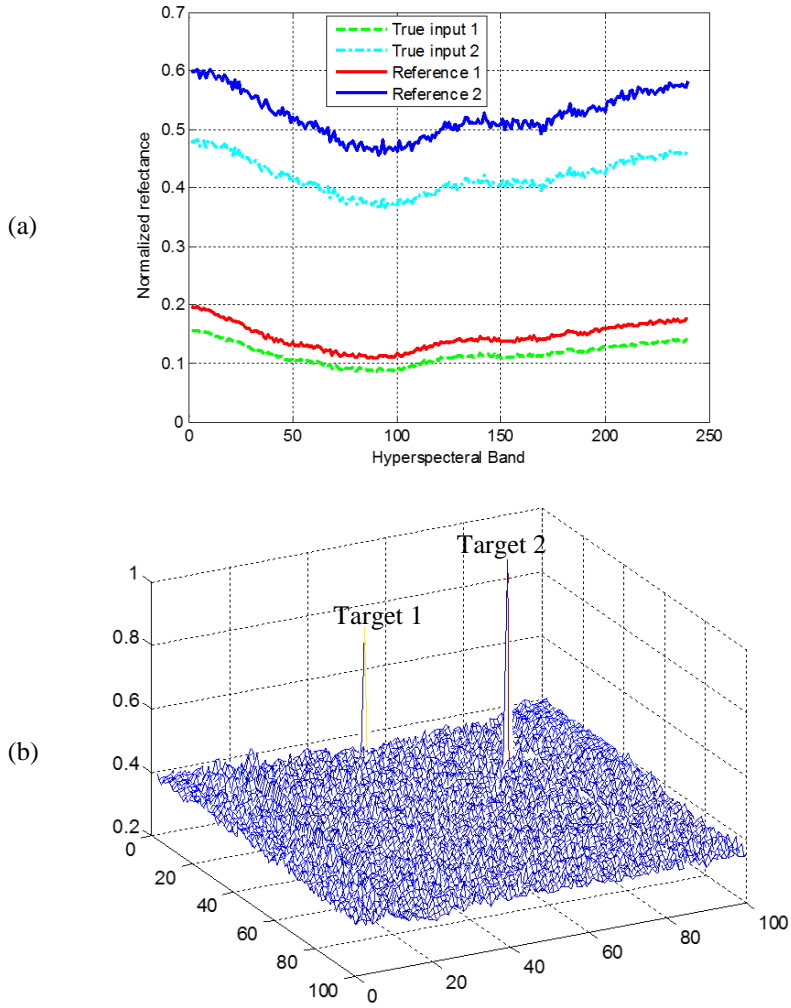 (a)
0.7
0.6
0.5
0.4
0.3
0.2
0.1
0
True input 1
True input 2
Reference 1
Reference 2
Normalized refectance
0 50 100 150 200 250
Hyperspecteral Band
(b)
Target 2
Target 1
1
0.8
0.6
0.4
0.2
0
20
40
60
80
100
0
20
40
60
80
100